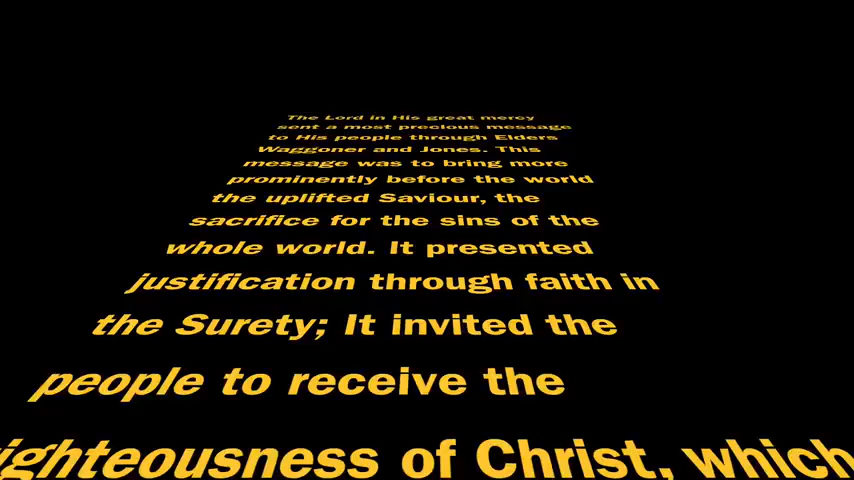 The Lord in His great mercy
sent a most precious message
to His people through Elders
Waggoner and Jones. This
message was to bring more
prominently before the world
the uplifted Saviour, the
sacrifice for the sins of the
whole world. It presented
justification through faith in
the Surety; It invited the
people to receive the
righteousness of Christ, which